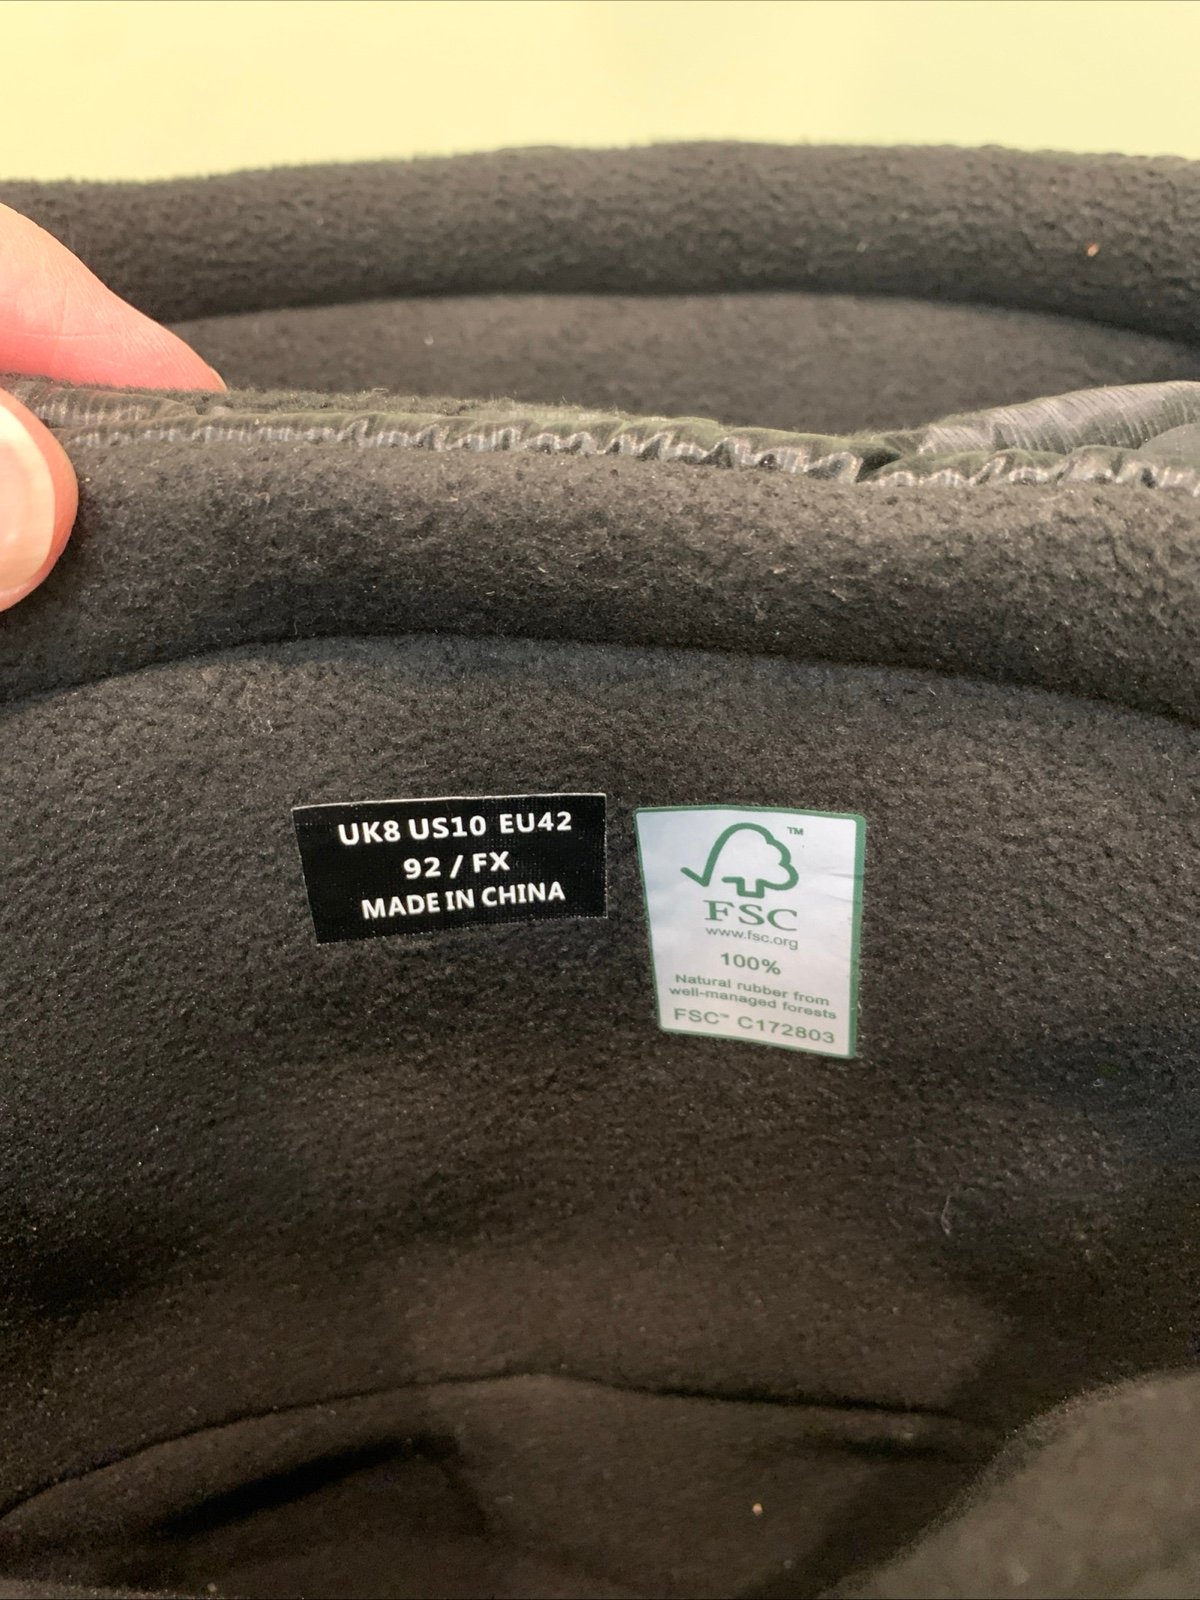 UK8 US10 EU42
92 / FX
MADE IN CHINA
™
FSC
www.fsc.org
100%
Natural rubber from
well-managed forests
FSC™ C172803